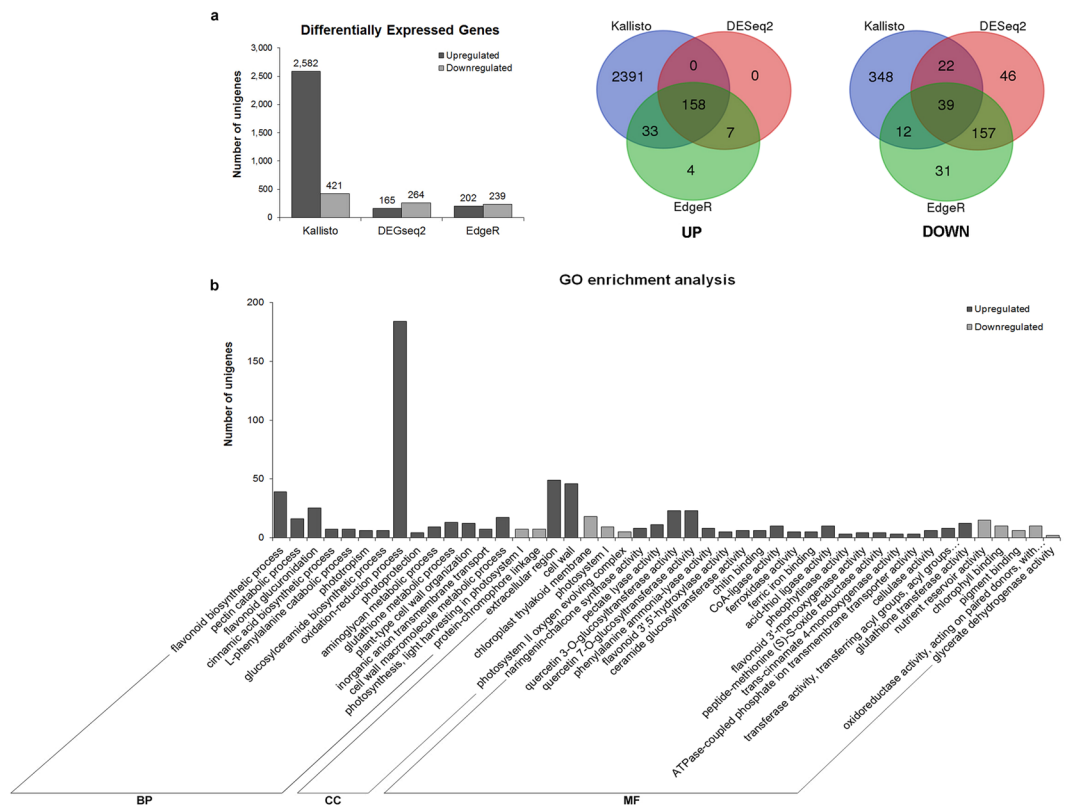 a
Differentially Expressed Genes
Number of unigenes
3,000
2,500
2,000
1,500
1,000
500
0
Upregulated
Downregulated
2,582
421
165
264
202
239
Kallisto
DEGseq2
EdgeR
Kallisto
DESeq2
2391
0
0
158
33
7
4
EdgeR
UP
Kallisto
DESeq2
348
22
46
39
12
157
31
EdgeR
DOWN
b
GO enrichment analysis
Number of unigenes
200
150
100
50
0
Upregulated
Downregulated
flavonoid biosynthetic process
pectin catabolic process
flavonoid glucuronidation
cinnamic acid biosynthetic process
L-phenylalanine catabolic process
phototropism
glucosylceramide biosynthetic process
oxidation-reduction process
photoprotection
aminoglycan metabolic process
glutathione metabolic process
plant-type cell wall organization
inorganic anion transmembrane transport
cell wall macromolecule metabolic process
photosynthesis, light harvesting in photosystem I
protein-chromophore linkage
extracellular region
cell wall
chloroplast thylakoid membrane
photosystem I
photosystem II oxygen evolving complex
naringenin-chalcone synthase activity
pectate lyase activity
quercetin 3-O-glucosyltransferase activity
quercetin 7-O-glucosyltransferase activity
phenylalanine ammonia-lyase activity
flavonoid 3',5'-hydroxylase activity
ceramide glucosyltransferase activity
chitin binding
CoA-ligase activity
ferroxidase activity
ferric iron binding
acid-thiol ligase activity
pheophytinase activity
flavonoid 3'-monooxygenase activity
peptide-methionine (S)-S-oxide reductase activity
trans-cinnamate 4-monooxygenase activity
ATPase-coupled phosphate ion transmembrane transporter activity
cellulase activity
transferase activity, transferring acyl groups, acyl groups...
glutathione transferase activity
nutrient reservoir activity
chlorophyll binding
pigment binding
oxidoreductase activity, acting on paired donors, with...
glycerate dehydrogenase activity
BP
CC
MF